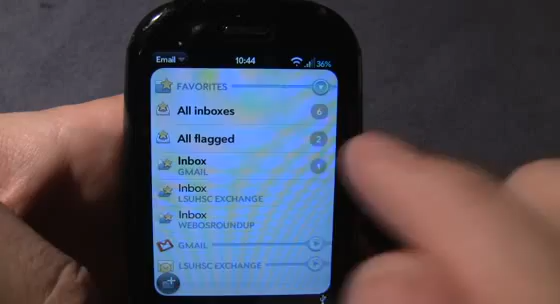 Email 10:44 36%
FAVORITES
All inboxes 6
All flagged 2
Inbox 1
GMAIL
Inbox
LSUHSC EXCHANGE
Inbox
WEBOSROUNDUP
GMAIL
LSUHSC EXCHANGE